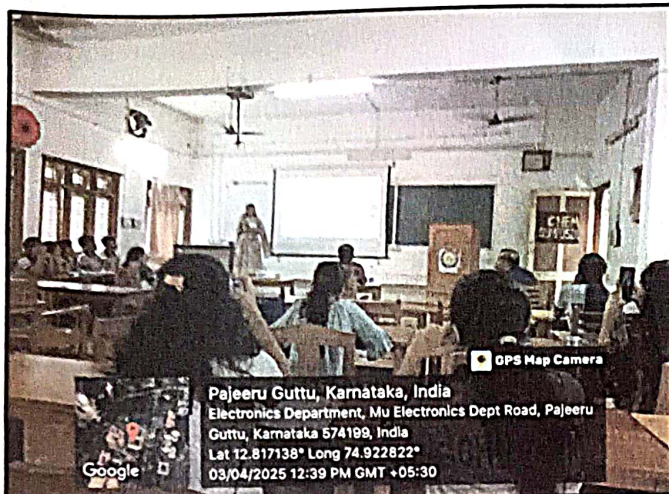 GPS Map Camera
Pajeeru Guttu, Karnataka, India
Electronics Department, Mu Electronics Dept Road, Pajeeru
Guttu, Karnataka 574199, India
Lat 12.817138° Long 74.922822°
03/04/2025 12:39 PM GMT +05:30
Google